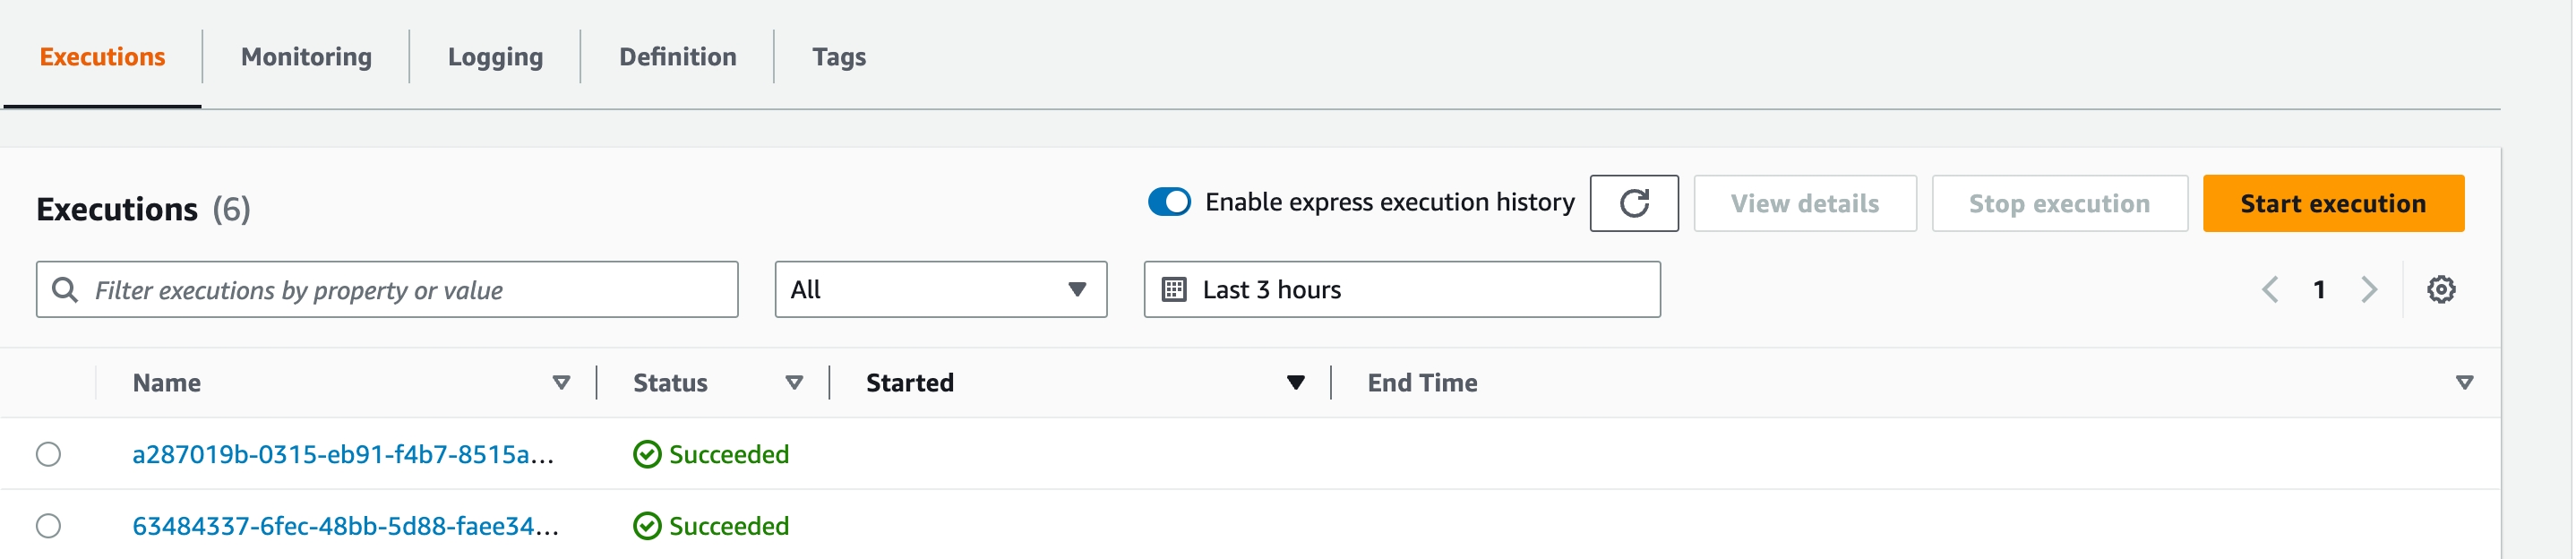 Executions Monitoring Logging Definition Tags
Executions (6) Enable express execution history View details Stop execution Start execution
Filter executions by property or value All Last 3 hours 1
Name Status Started End Time
a287019b-0315-eb91-f4b7-8515a... Succeeded
63484337-6fec-48bb-5d88-faee34... Succeeded